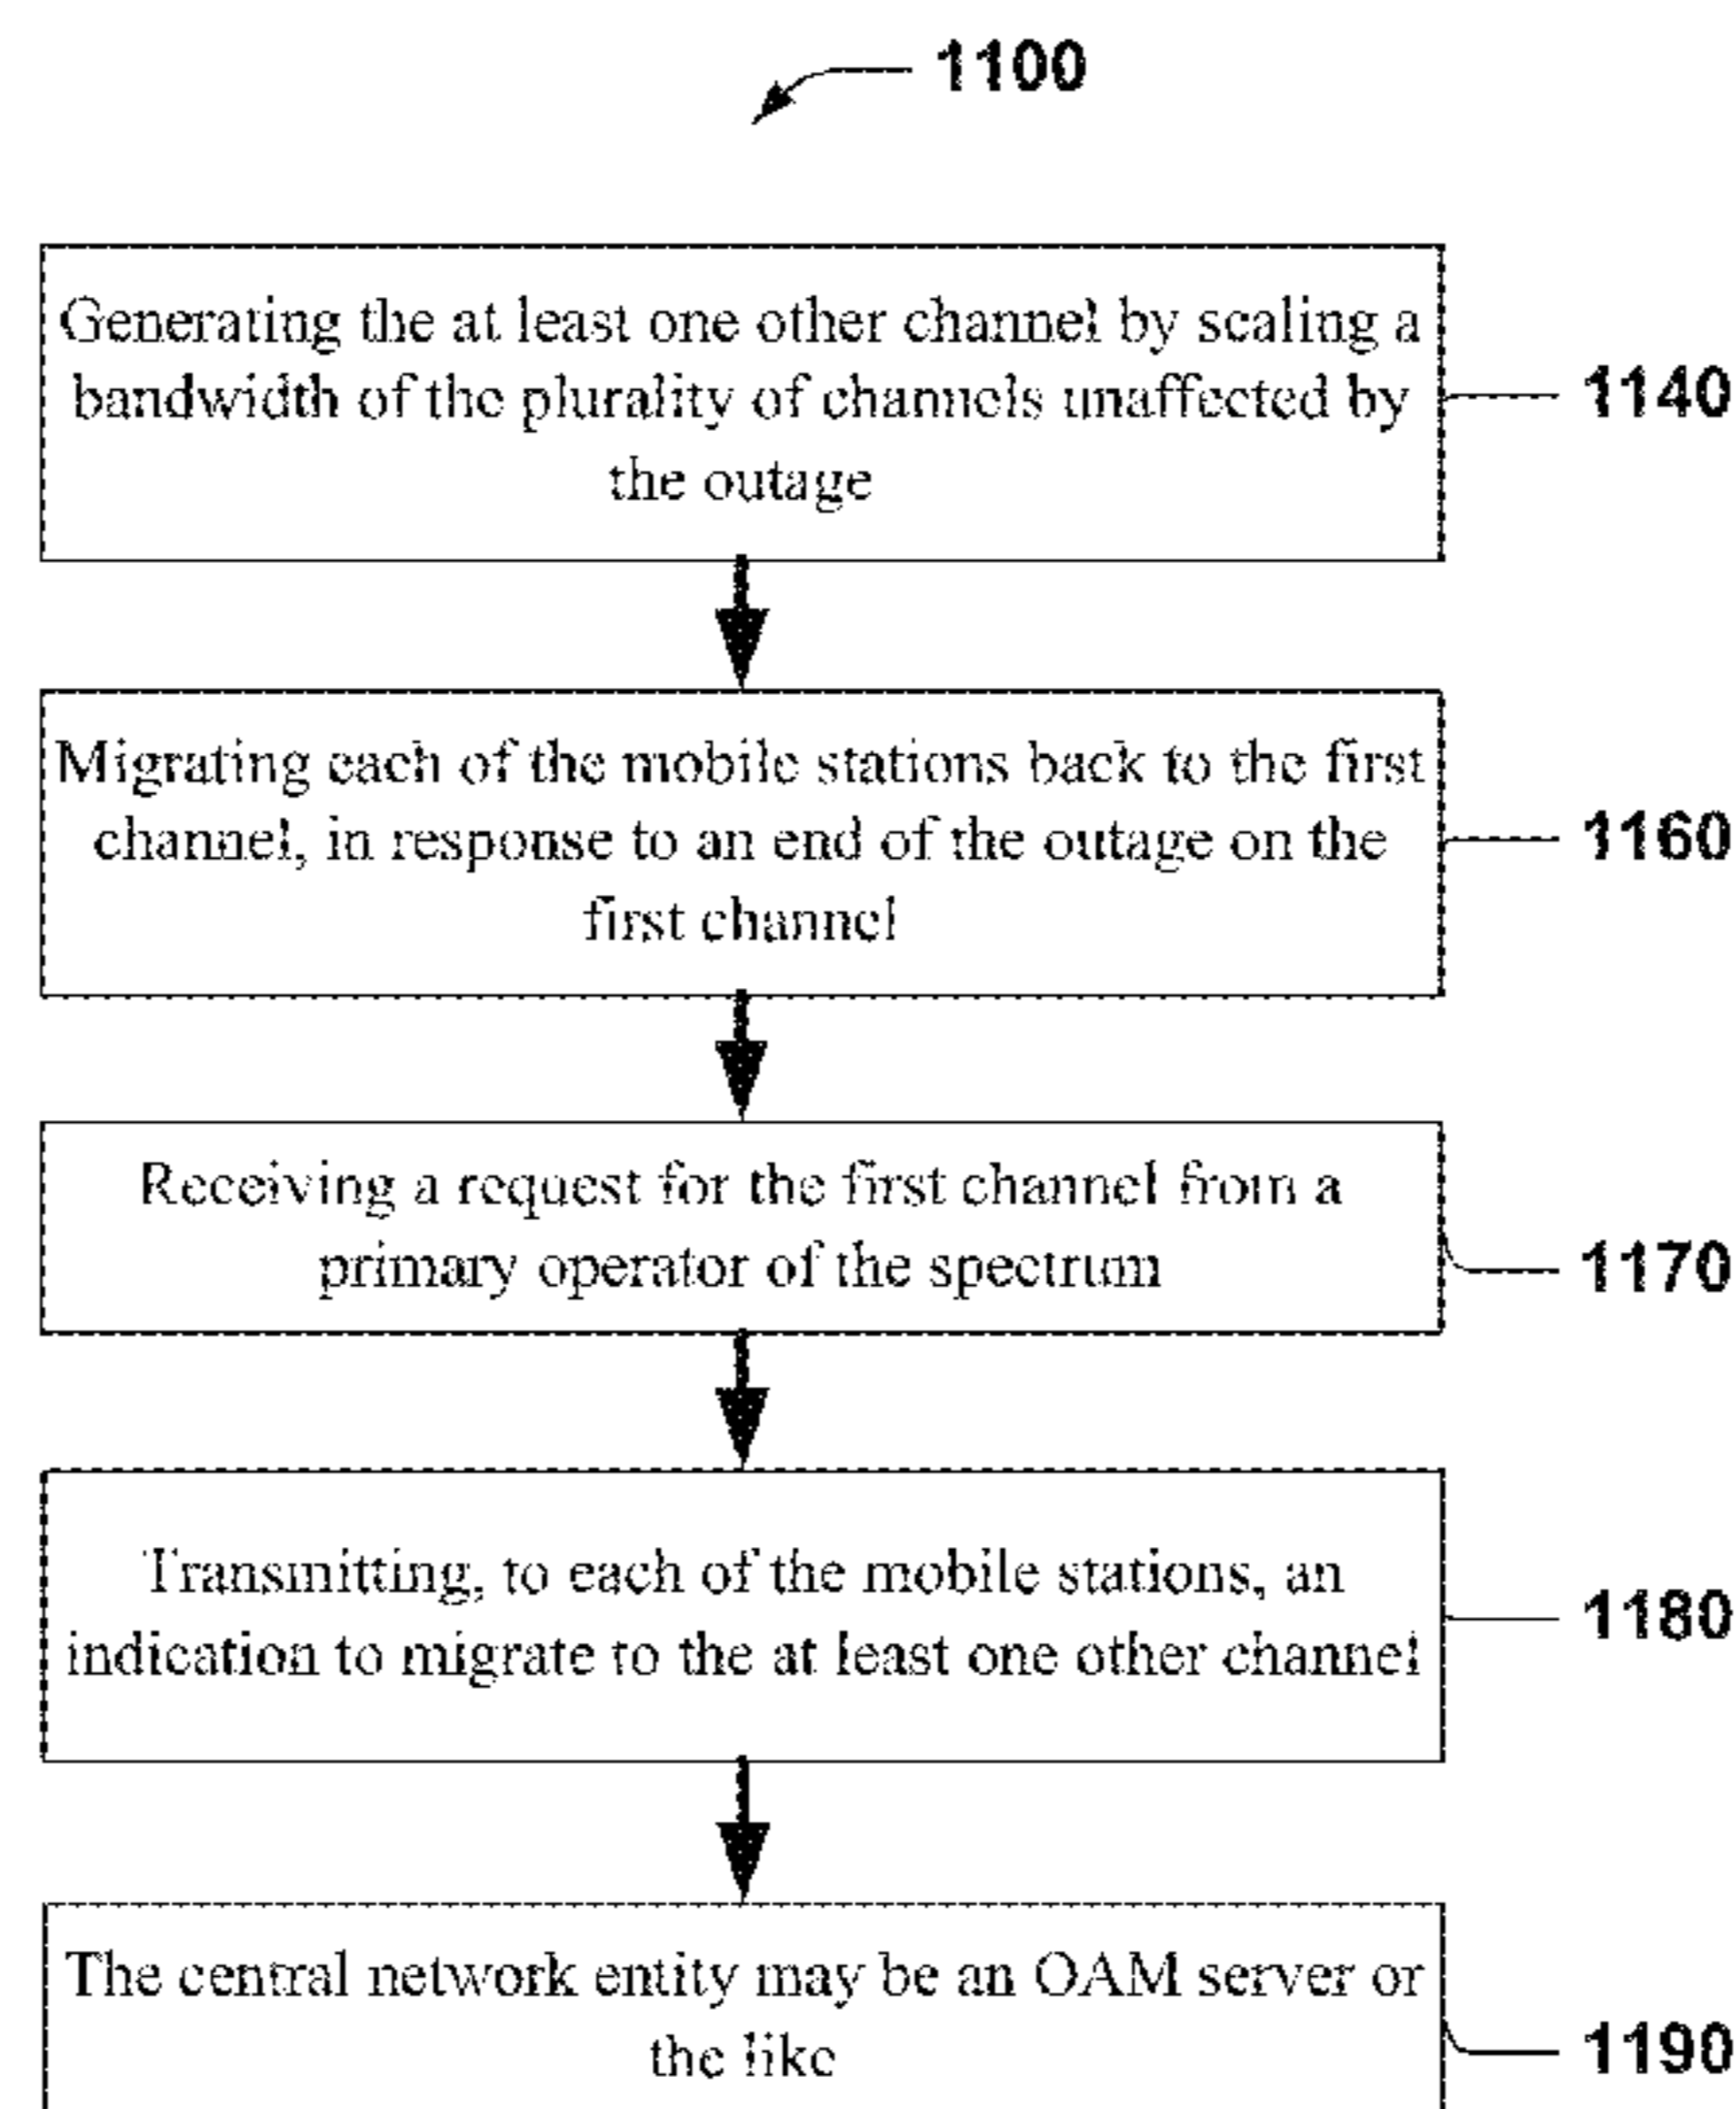 1100
Generating the at least one other channel by scaling a
bandwidth of the plurality of channels unaffected by
the outage
1140
Migrating each of the mobile stations back to the first
channel, in response to an end of the outage on the
first channel
1160
Receiving a request for the first channel from a
primary operator of the spectrum
1170
Transmitting, to each of the mobile stations, an
indication to migrate to the at least one other channel
1180
The central network entity may be an OAM server or
the like
1190